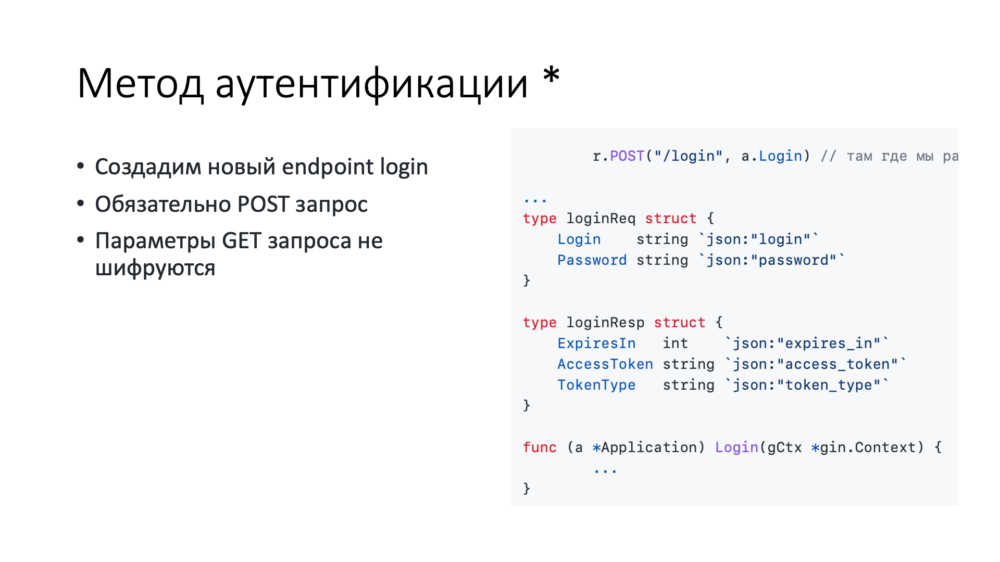 Метод аутентификации *
• Создадим новый endpoint login
• Обязательно POST запрос
• Параметры GET запроса не
шифруются
r.POST("/login", a.Login) // там где мы ра
...
type loginReq struct {
    Login    string `json:"login"`
    Password string `json:"password"`
}
type loginResp struct {
    ExpiresIn   int    `json:"expires_in"`
    AccessToken string `json:"access_token"`
    TokenType   string `json:"token_type"`
}
func (a *Application) Login(gCtx *gin.Context) {
        ...
}